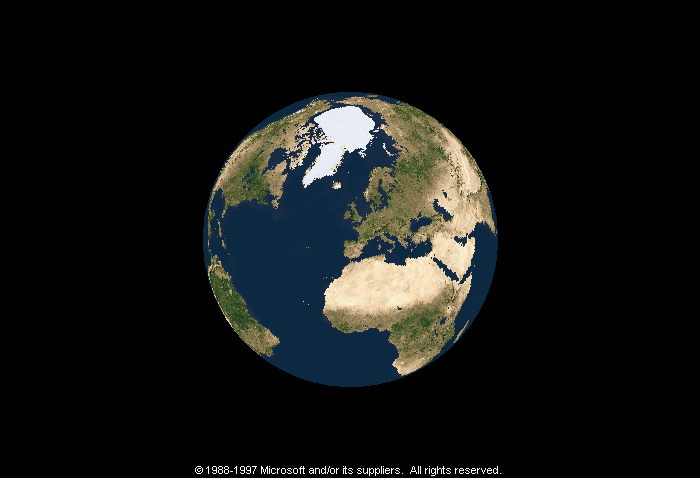 ©1988-1997 Microsoft and/or its suppliers.  All rights reserved.